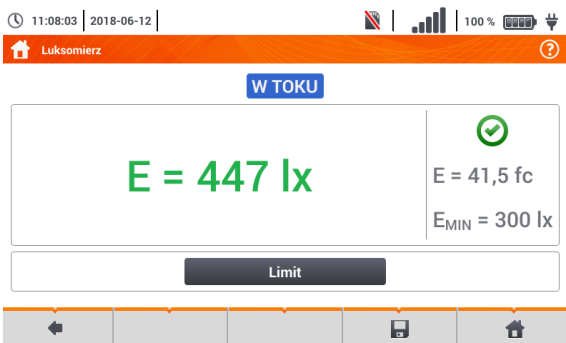 11:08:03 2018-06-12 100 %
Luksomierz ?
W TOKU
E = 447 lx
E = 41,5 fc
EMIN = 300 lx
Limit